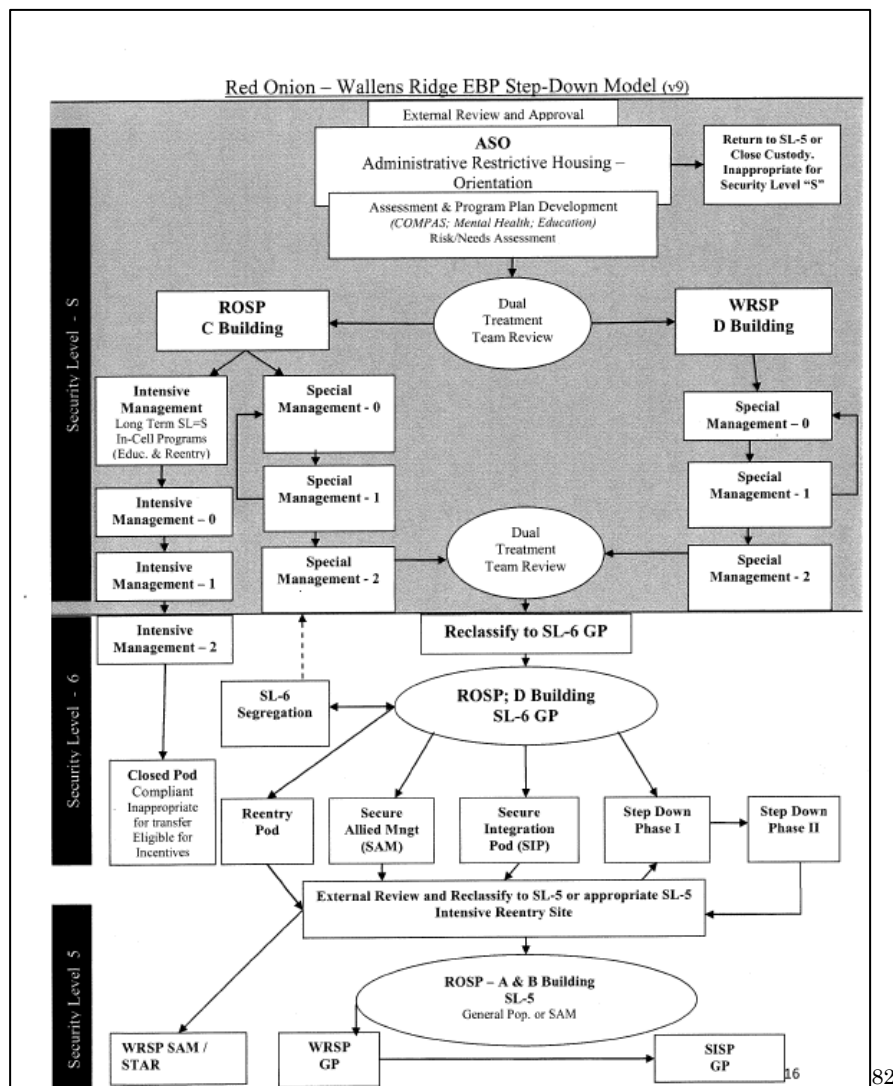 Red Onion – Wallens Ridge EBP Step-Down Model (v9)
External Review and Approval
ASO
Administrative Restrictive Housing –
Orientation
Return to SL-5 or
Close Custody.
Inappropriate for
Security Level “S”
Assessment & Program Plan Development
(COMPAS; Mental Health; Education)
Risk/Needs Assessment
Security Level - S
ROSP
C Building
Dual
Treatment
Team Review
WRSP
D Building
Intensive
Management
Long Term SL=S
In-Cell Programs
(Educ. & Reentry)
Special
Management - 0
Special
Management – 0
Intensive
Management – 0
Special
Management - 1
Special
Management - 1
Intensive
Management – 1
Special
Management - 2
Dual
Treatment
Team Review
Special
Management - 2
Security Level - 6
Intensive
Management – 2
Reclassify to SL-6 GP
SL-6
Segregation
ROSP; D Building
SL-6 GP
Closed Pod
Compliant
Inappropriate
for transfer
Eligible for
Incentives
Reentry
Pod
Secure
Allied Mngt
(SAM)
Secure
Integration
Pod (SIP)
Step Down
Phase I
Step Down
Phase II
External Review and Reclassify to SL-5 or appropriate SL-5
Intensive Reentry Site
Security Level 5
ROSP – A & B Building
SL-5
General Pop. or SAM
WRSP SAM /
STAR
WRSP
GP
SISP
GP
16
82